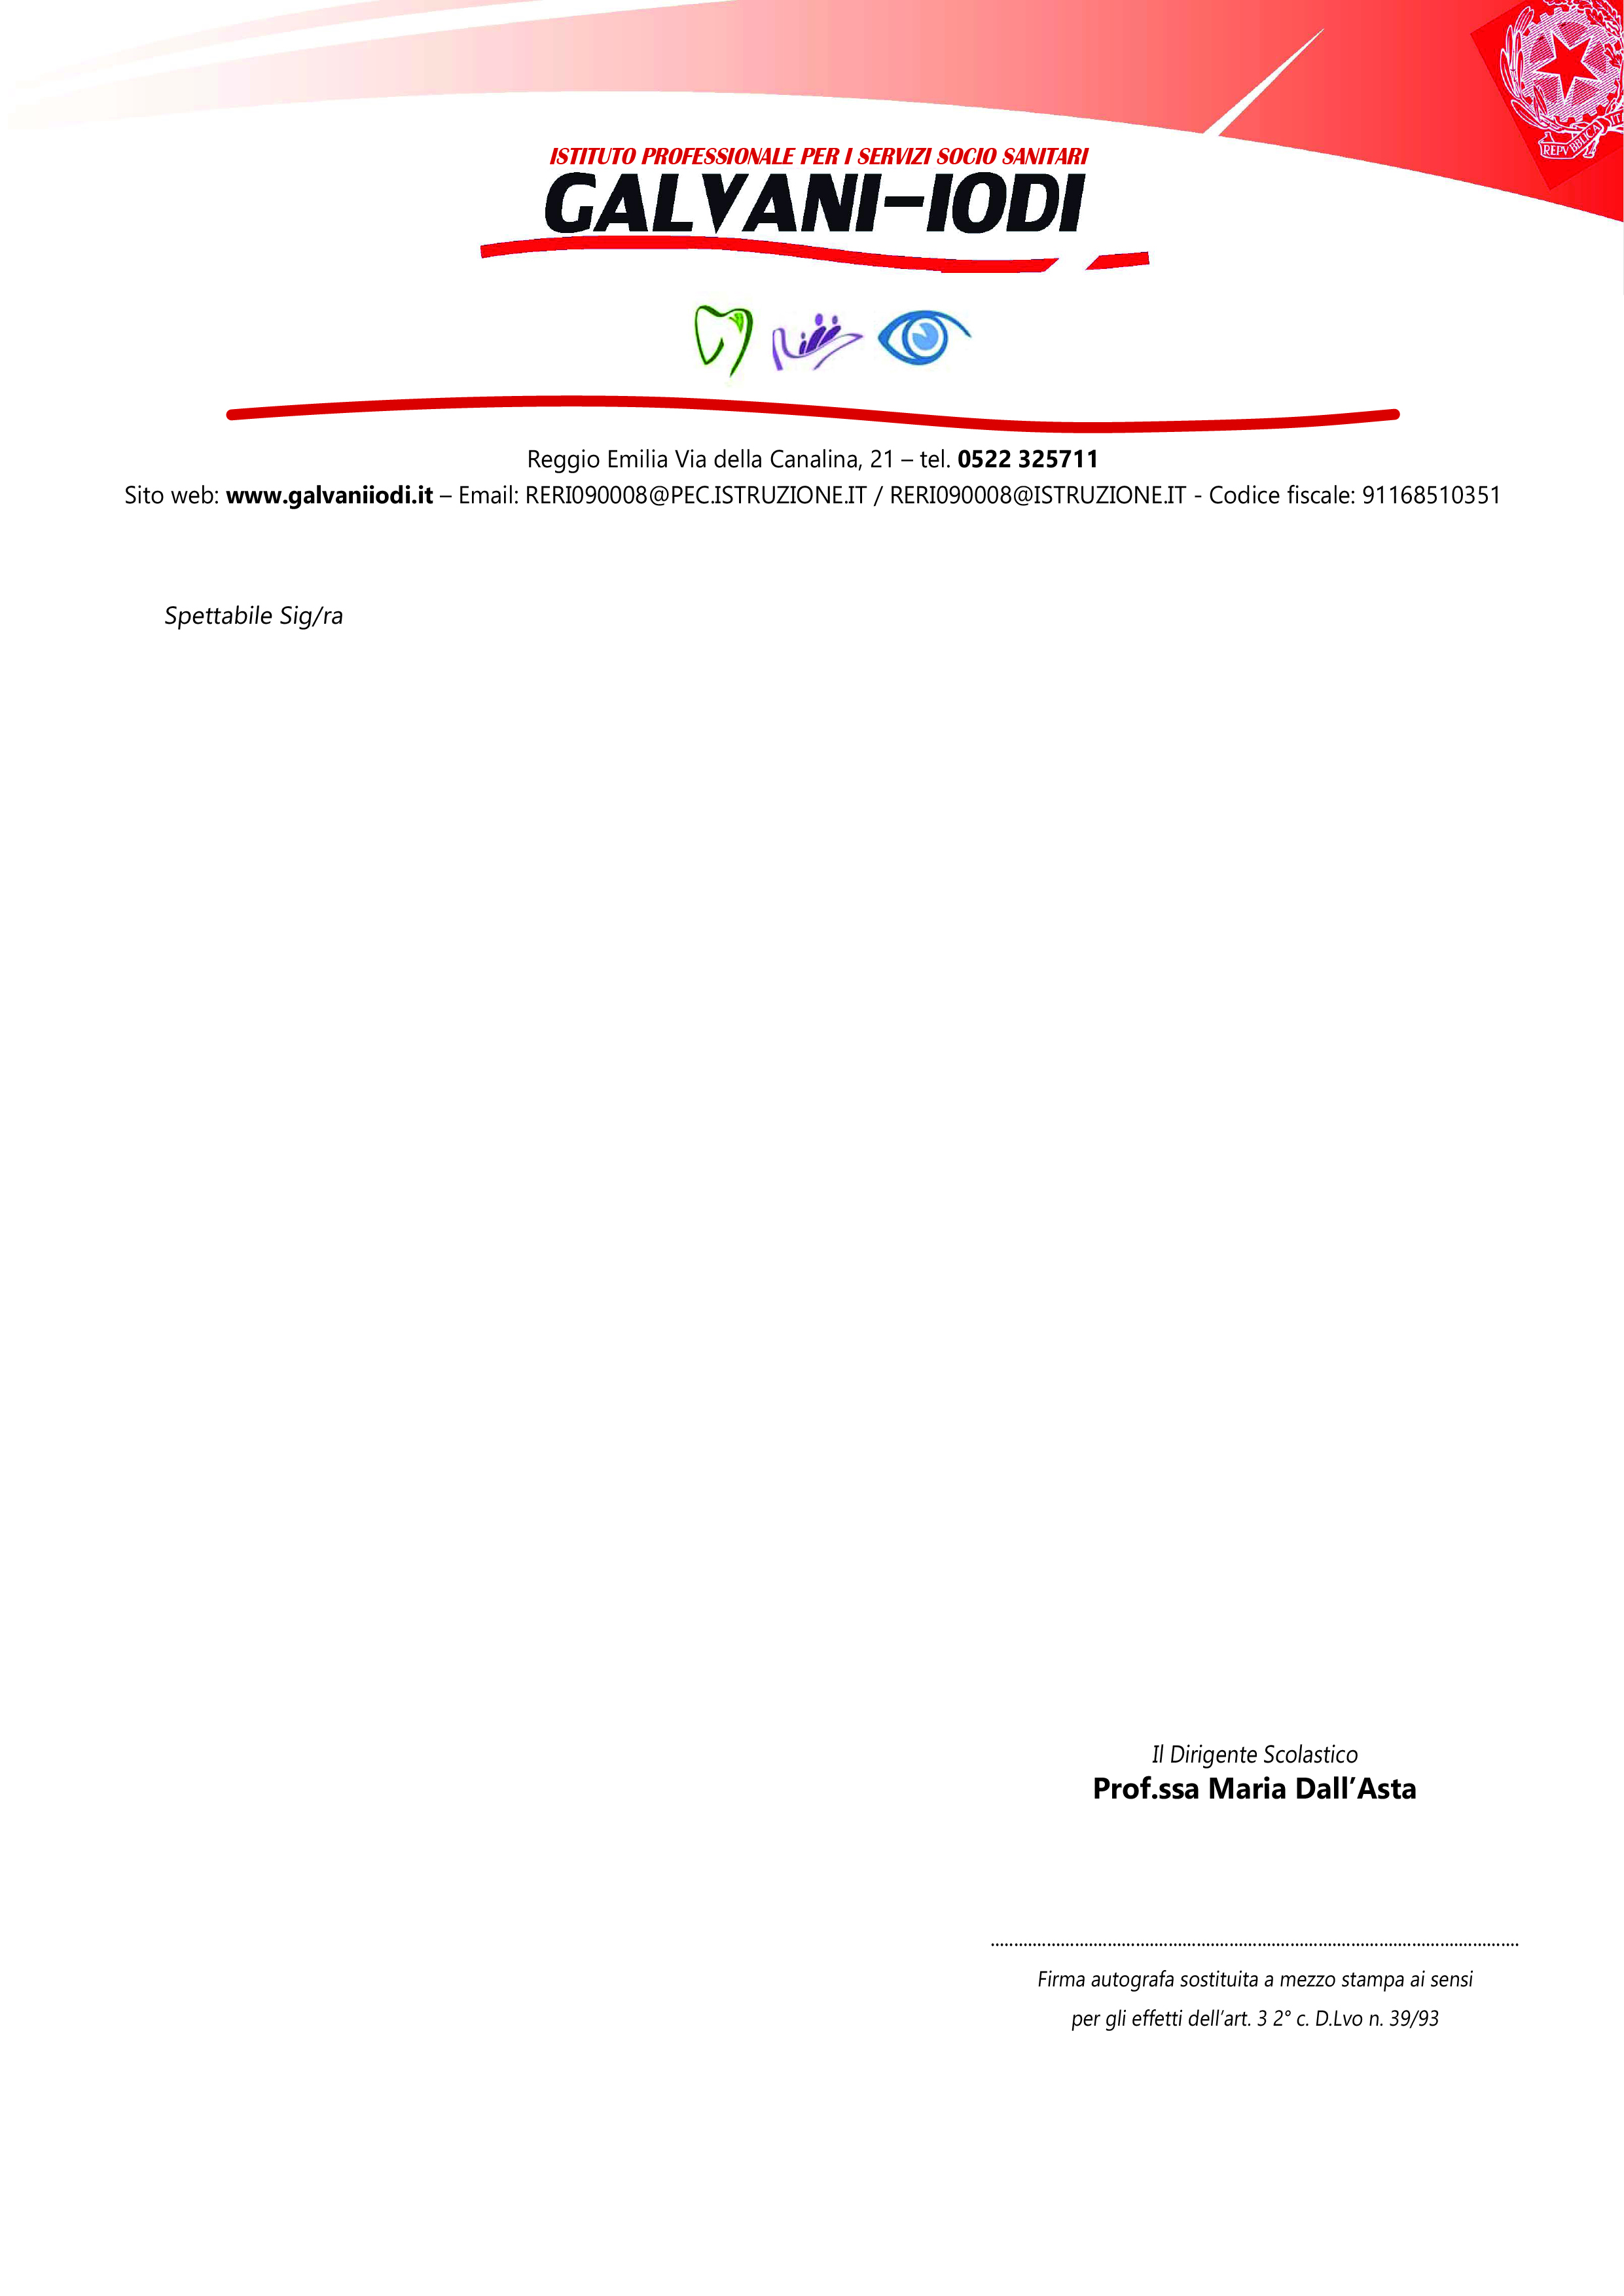 REPVBBLICA ITA
ISTITUTO PROFESSIONALE PER I SERVIZI SOCIO SANITARI
GALVANI-IODI
Reggio Emilia Via della Canalina, 21 – tel. 0522 325711
Sito web: www.galvaniiodi.it – Email: RERI090008@PEC.ISTRUZIONE.IT / RERI090008@ISTRUZIONE.IT - Codice fiscale: 91168510351
Spettabile Sig/ra
Il Dirigente Scolastico
Prof.ssa Maria Dall’Asta
Firma autografa sostituita a mezzo stampa ai sensi
per gli effetti dell’art. 3 2° c. D.Lvo n. 39/93